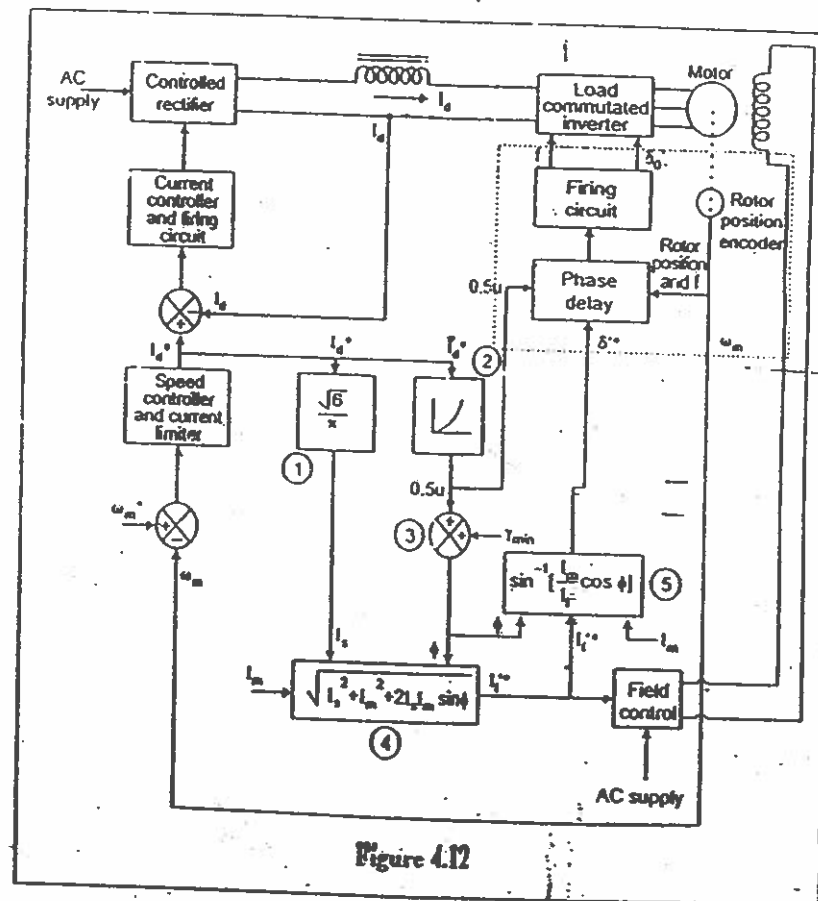 AC
supply
Controlled
rectifier
I_d
I_d
Load
commutated
inverter
Motor
f
δ₀
Current
controller
and firing
circuit
Firing
circuit
Rotor
position
encoder
Rotor
position
and f
0.5u
Phase
delay
I_d
+
−
I_d*
I_d*
I_d*
2
δ'*
ω_m
Speed
controller
and current
limiter
√6
π
1
0.5u
ω_m*
+
−
3
+
+
γ_min
ω_m
sin⁻¹[I_m/I_f cos ϕ]
5
I_s
ϕ
ϕ
I_f'*
I_m
I_m
√I_s²+I_m²+2I_sI_m sinϕ
I_f'*
Field
control
4
AC supply
Figure 4.12